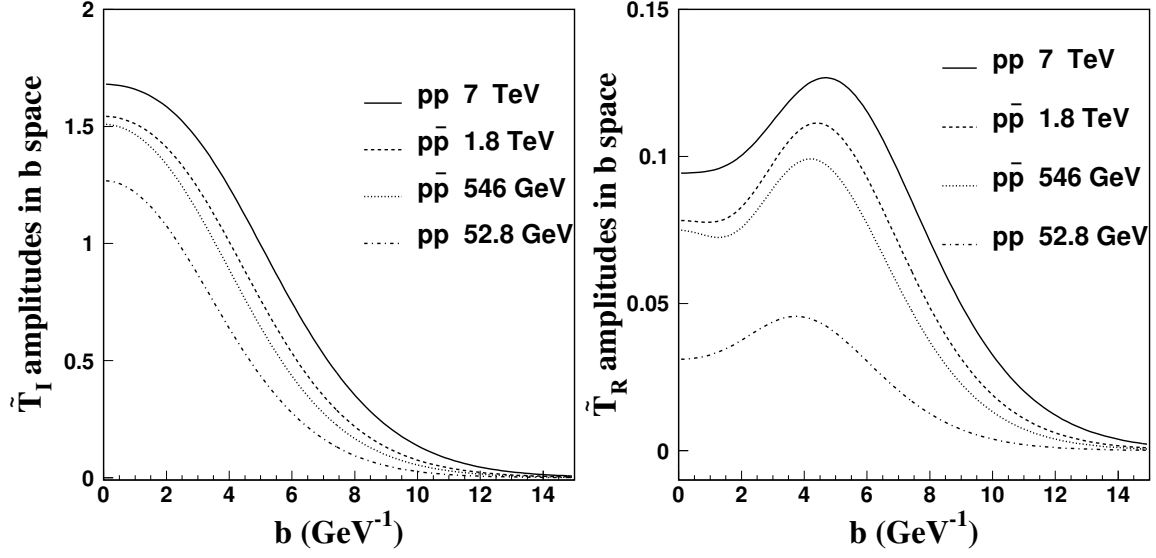 T̃_I amplitudes in b space
2
1.5
1
0.5
0
pp 7 TeV
pp̄ 1.8 TeV
pp̄ 546 GeV
pp 52.8 GeV
0 2 4 6 8 10 12 14
b (GeV⁻¹)
T̃_R amplitudes in b space
0.15
0.1
0.05
0
pp 7 TeV
pp̄ 1.8 TeV
pp̄ 546 GeV
pp 52.8 GeV
0 2 4 6 8 10 12 14
b (GeV⁻¹)